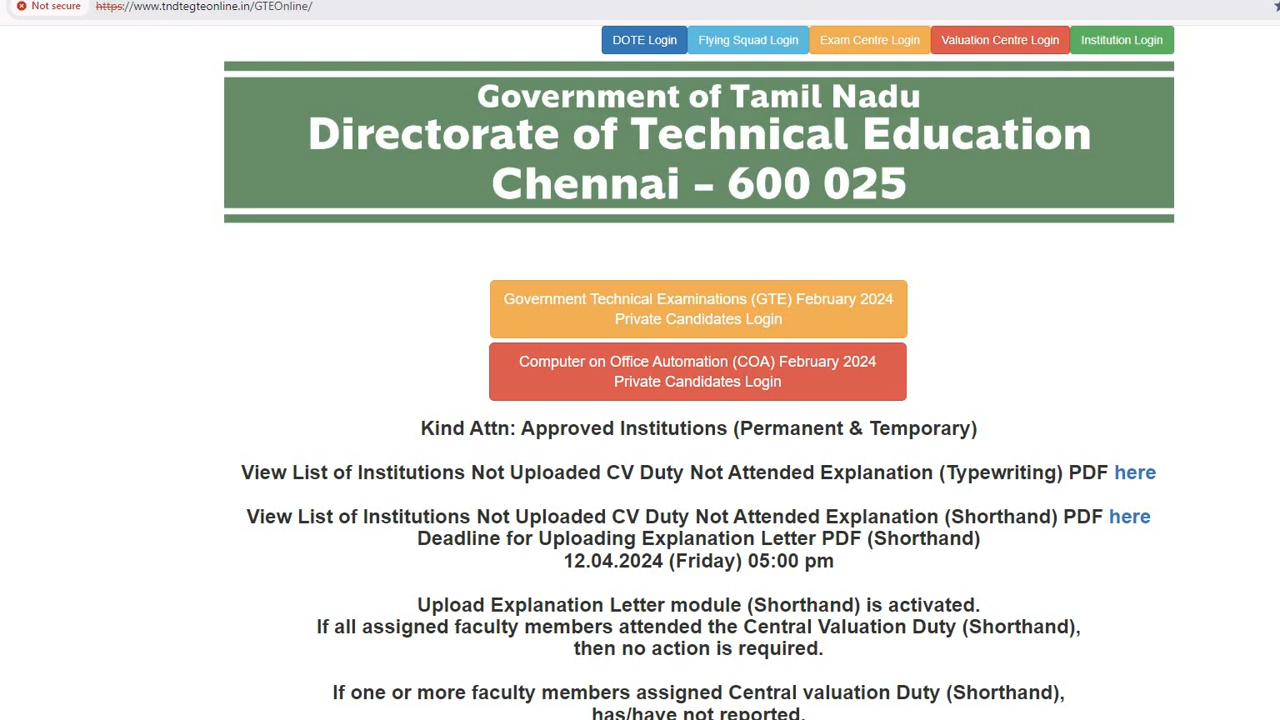 Not secure https://www.tndtegteonline.in/GTEOnline/
DOTE Login Flying Squad Login Exam Centre Login Valuation Centre Login Institution Login
Government of Tamil Nadu
Directorate of Technical Education
Chennai – 600 025
Government Technical Examinations (GTE) February 2024
Private Candidates Login
Computer on Office Automation (COA) February 2024
Private Candidates Login
Kind Attn: Approved Institutions (Permanent & Temporary)
View List of Institutions Not Uploaded CV Duty Not Attended Explanation (Typewriting) PDF here
View List of Institutions Not Uploaded CV Duty Not Attended Explanation (Shorthand) PDF here
Deadline for Uploading Explanation Letter PDF (Shorthand)
12.04.2024 (Friday) 05:00 pm
Upload Explanation Letter module (Shorthand) is activated.
If all assigned faculty members attended the Central Valuation Duty (Shorthand),
then no action is required.
If one or more faculty members assigned Central valuation Duty (Shorthand),
has/have not reported.